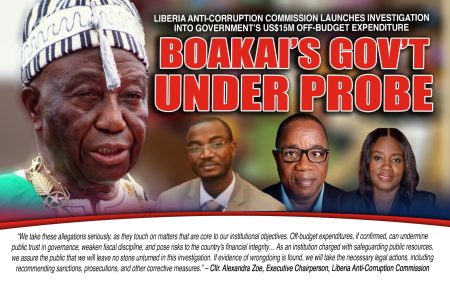 LIBERIA ANTI-CORRUPTION COMMISSION LAUNCHES INVESTIGATION
INTO GOVERNMENT'S US$15M OFF-BUDGET EXPENDITURE
BOAKAI'S GOV'T
UNDER PROBE
"We take these allegations seriously, as they touch on matters that are core to our institutional objectives. Off-budget expenditures, if confirmed, can undermine
public trust in governance, weaken fiscal discipline, and pose risks to the country's financial integrity... As an institution charged with safeguarding public resources,
we assure the public that we will leave no stone unturned in this investigation. If evidence of wrongdoing is found, we will take the necessary legal actions, including
recommending sanctions, prosecutions, and other corrective measures." – Cllr. Alexandra Zoe, Executive Chairperson, Liberia Anti-Corruption Commission